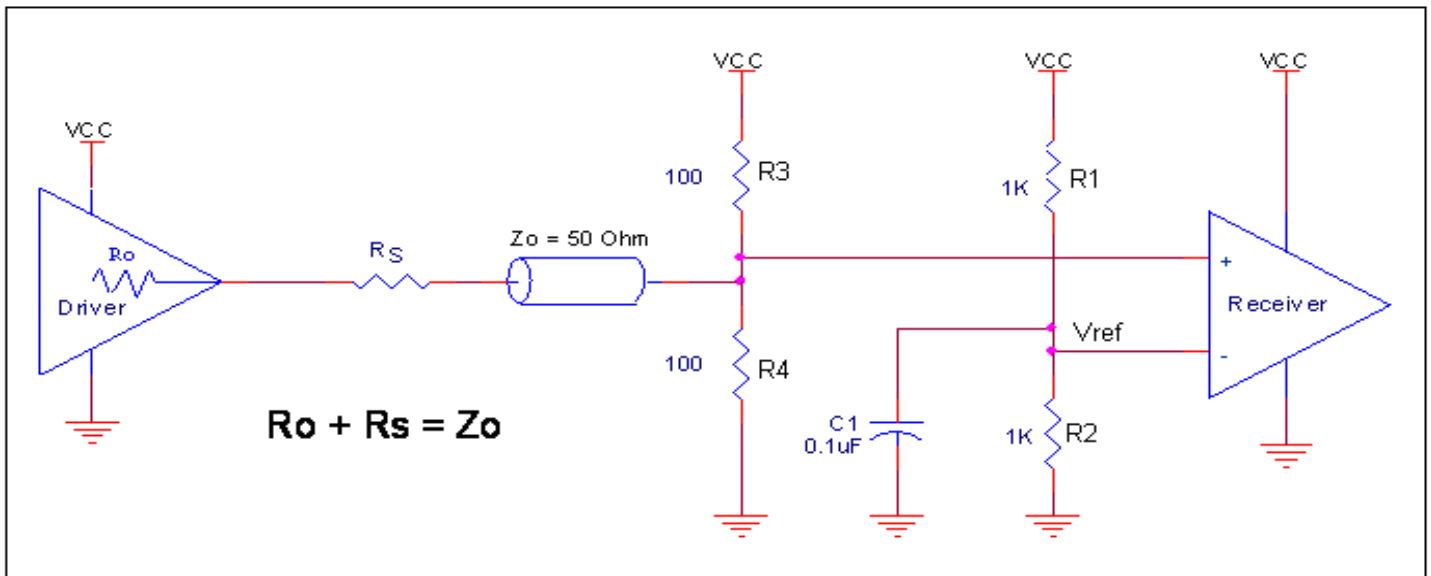 VCC
VCC
VCC
VCC
Ro
Driver
RS
Zo = 50 Ohm
100
R3
1K
R1
+
Receiver
-
Vref
100
R4
C1
0.1uF
1K
R2
Ro + Rs = Zo